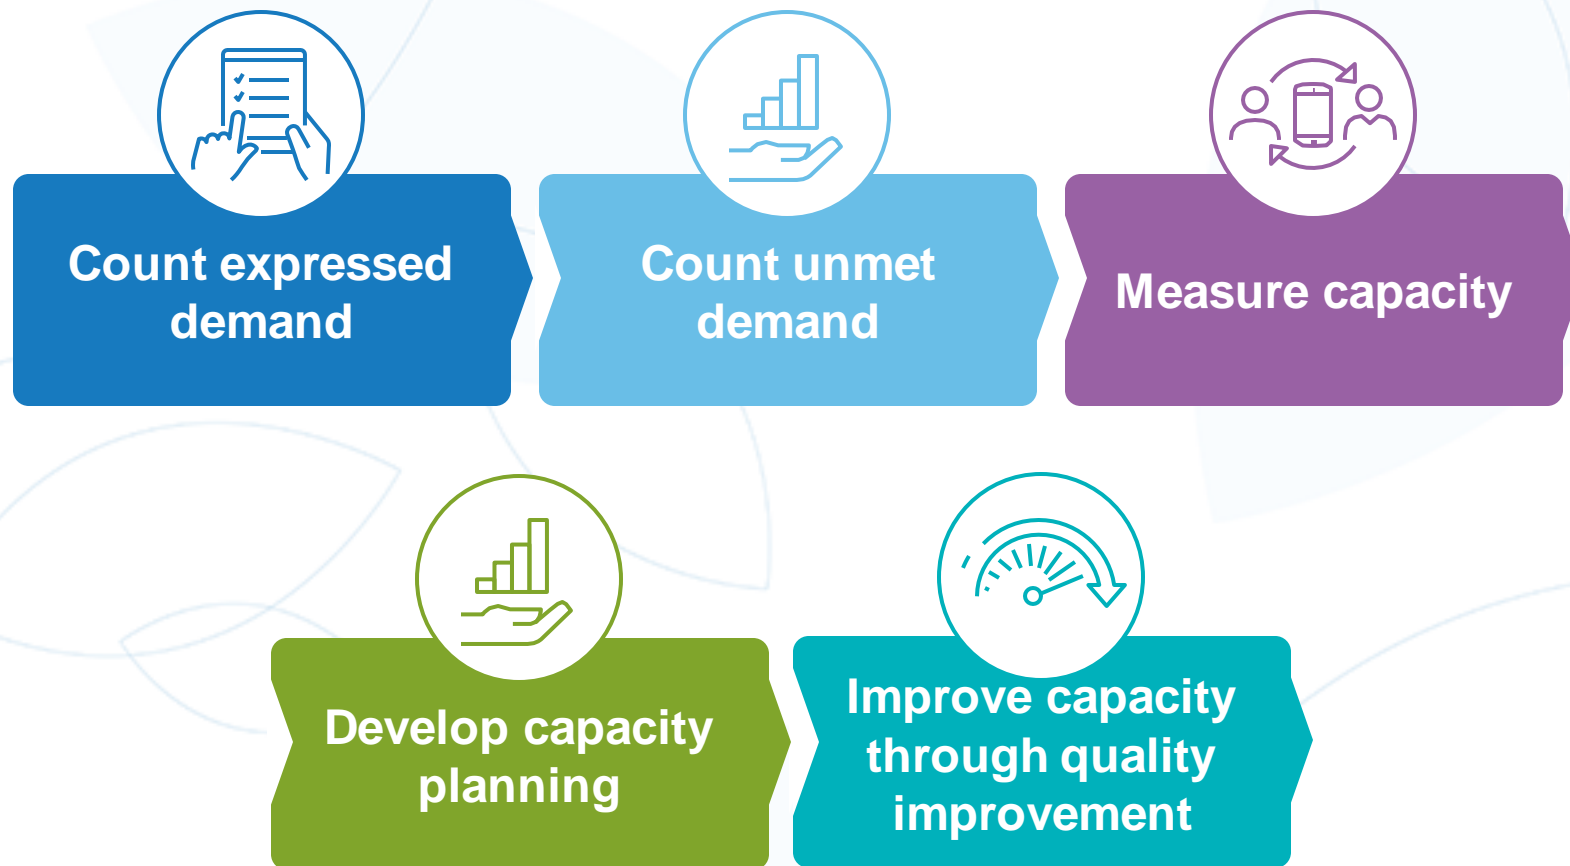 Count expressed
demand
Count unmet
demand
Measure capacity
Develop capacity
planning
Improve capacity
through quality
improvement